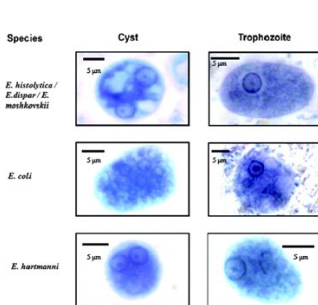 Species Cyst Trophozoite
5 µm 5 µm
E. histolytica /
E.dispar / E.
moshkovskii
5 µm 5 µm
E. coli
5 µm 5 µm
E. hartmanni